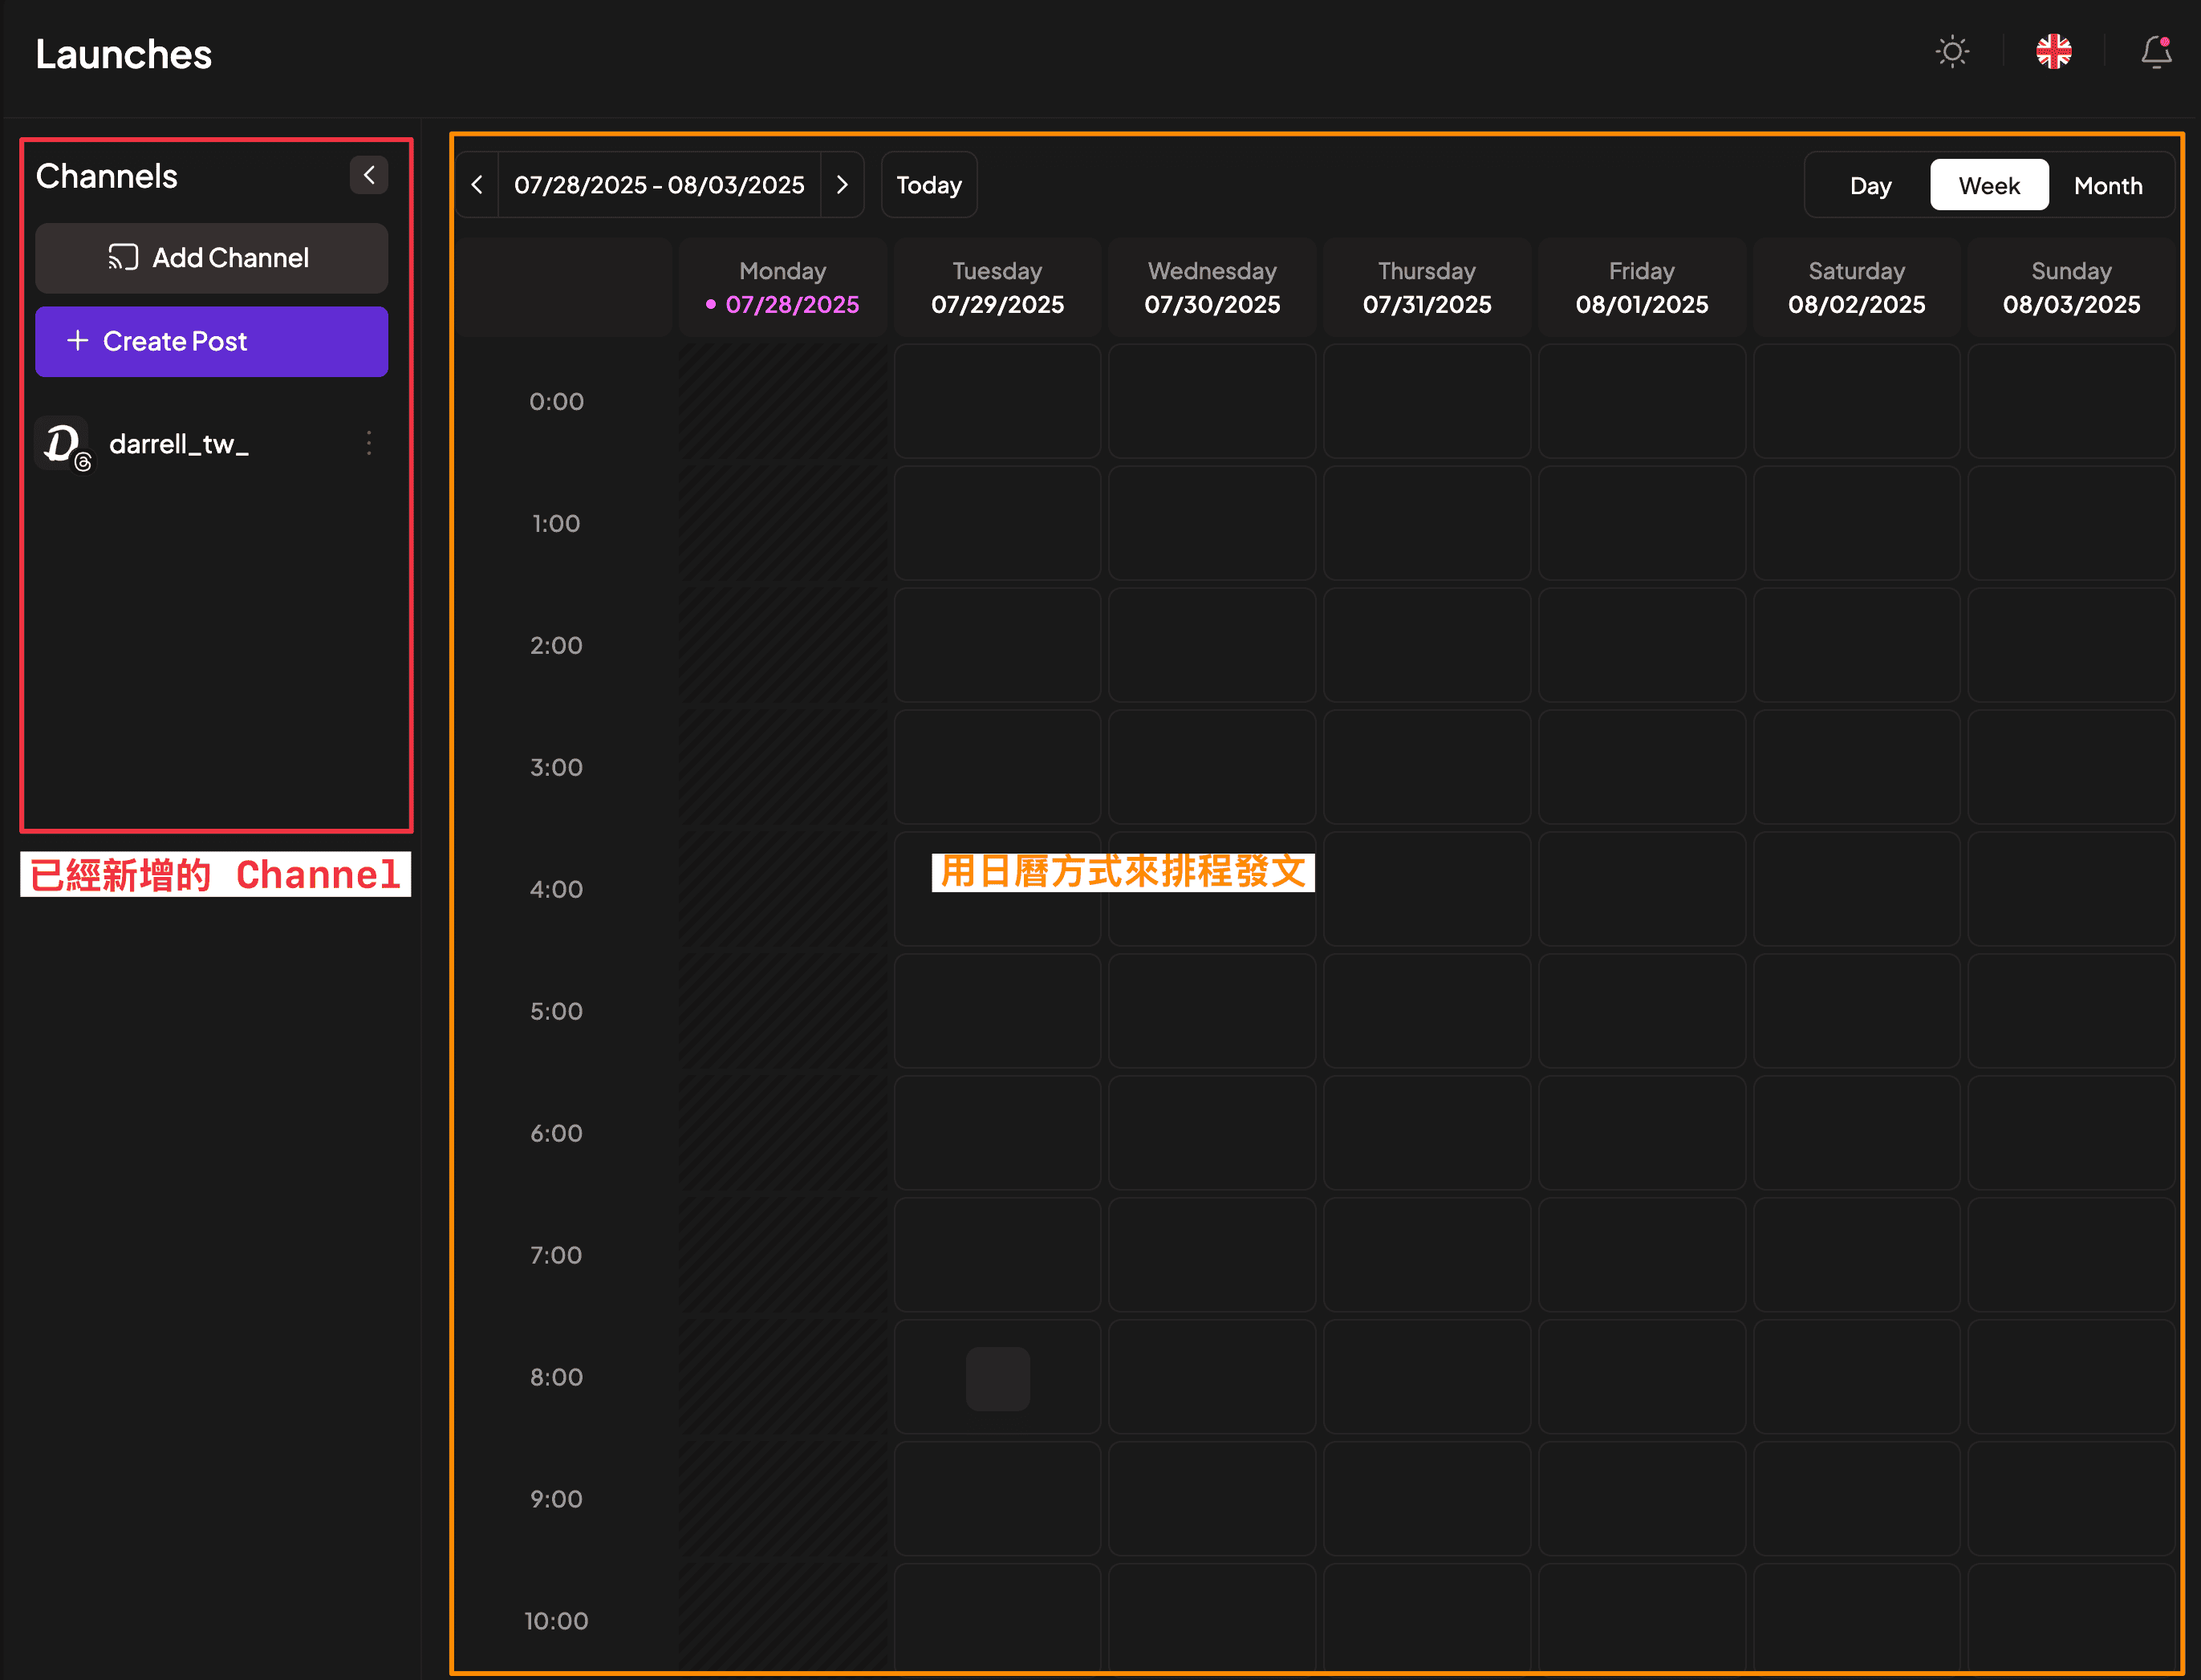 Launches
Channels
Add Channel
+ Create Post
darrell_tw_
已經新增的 Channel
07/28/2025 - 08/03/2025
Today
Day
Week
Month
Monday
07/28/2025
Tuesday
07/29/2025
Wednesday
07/30/2025
Thursday
07/31/2025
Friday
08/01/2025
Saturday
08/02/2025
Sunday
08/03/2025
0:00
1:00
2:00
3:00
4:00
用日曆方式來排程發文
5:00
6:00
7:00
8:00
9:00
10:00